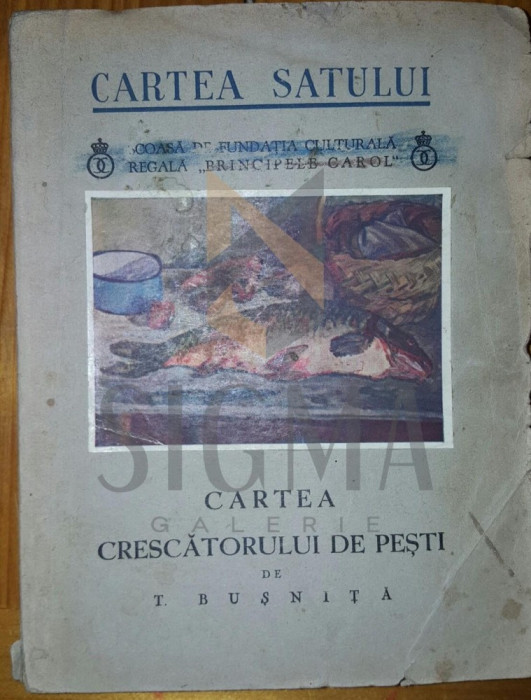 CARTEA SATULUI
SCOASĂ DE FUNDAȚIA CULTURALĂ
REGALĂ „PRINCIPELE CAROL"
SIGMA
GALERIE
CARTEA
CRESCĂTORULUI DE PEȘTI
DE
T. BUȘNIȚĂ